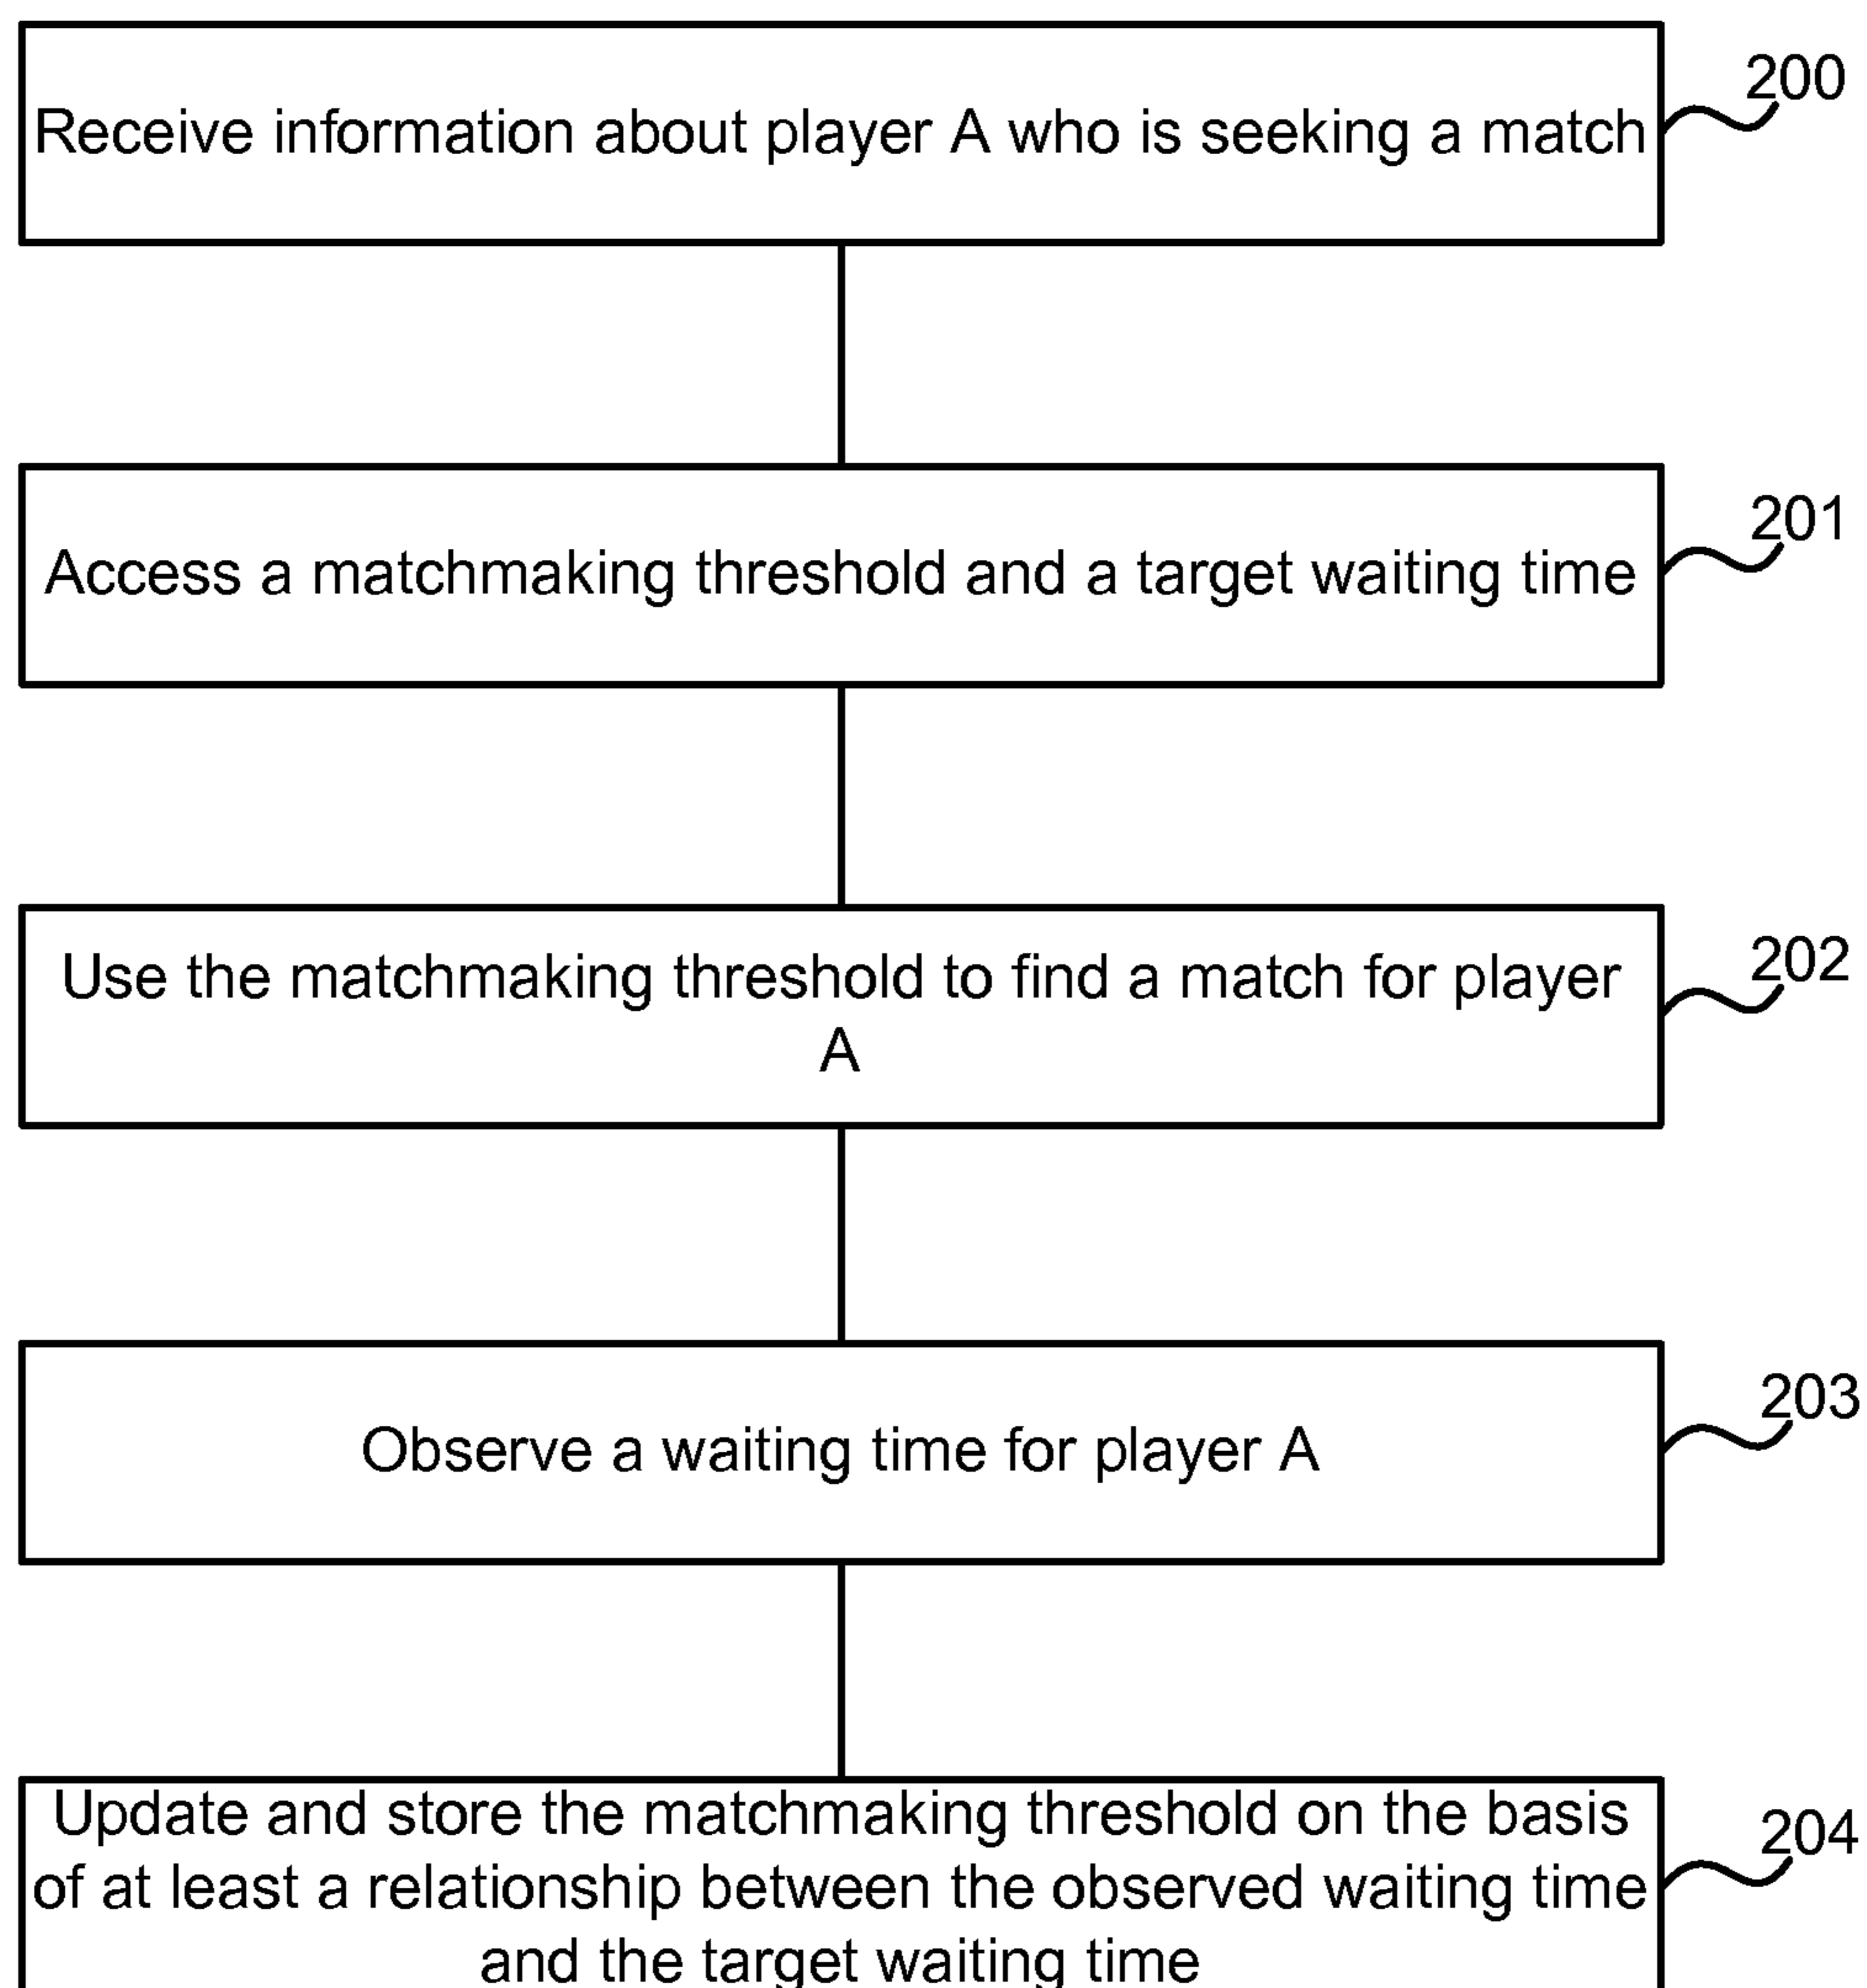 Receive information about player A who is seeking a match
200
Access a matchmaking threshold and a target waiting time
201
Use the matchmaking threshold to find a match for player
A
202
Observe a waiting time for player A
203
Update and store the matchmaking threshold on the basis
of at least a relationship between the observed waiting time
and the target waiting time
204